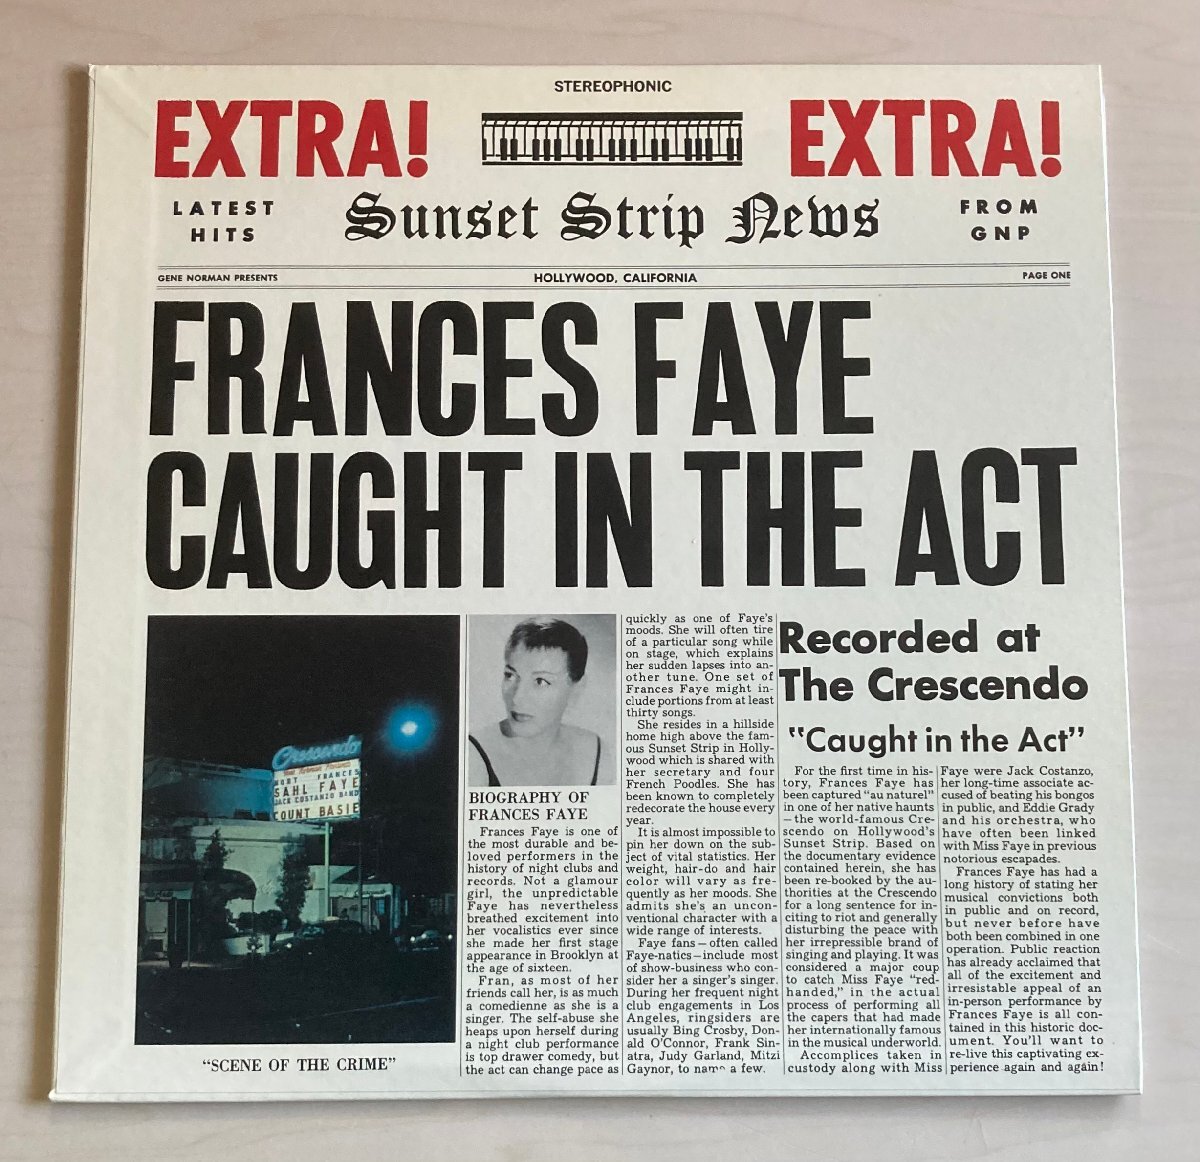 STEREOPHONIC
EXTRA! EXTRA!
LATEST
HITS
Sunset Strip News
FROM
GNP
GENE NORMAN PRESENTS
HOLLYWOOD, CALIFORNIA
PAGE ONE
FRANCES FAYE
CAUGHT IN THE ACT
Crescendo
Gene Norman Presents
MORT FRANCES
SAHL FAYE
JACK COSTANZO BAND
COUNT BASIE
"SCENE OF THE CRIME"
BIOGRAPHY OF
FRANCES FAYE
Frances Faye is one of
the most durable and be-
loved performers in the
history of night clubs and
records. Not a glamour
girl, the unpredictable
Faye has nevertheless
breathed excitement into
her vocalistics ever since
she made her first stage
appearance in Brooklyn at
the age of sixteen.
Fran, as most of her
friends call her, is as much
a comedienne as she is a
singer. The self-abuse she
heaps upon herself during
a night club performance
is top drawer comedy, but
the act can change pace as
quickly as one of Faye's
moods. She will often tire
of a particular song while
on stage, which explains
her sudden lapses into an-
other tune. One set of
Frances Faye might in-
clude portions from at least
thirty songs.
She resides in a hillside
home high above the fam-
ous Sunset Strip in Holly-
wood which is shared with
her secretary and four
French Poodles. She has
been known to completely
redecorate the house every
year.
It is almost impossible to
pin her down on the sub-
ject of vital statistics. Her
weight, hair-do and hair
color will vary as fre-
quently as her moods. She
admits she's an uncon-
ventional character with a
wide range of interests.
Faye fans—often called
Faye-natics—include most
of show-business who con-
sider her a singer's singer.
During her frequent night
club engagements in Los
Angeles, ringsiders are
usually Bing Crosby, Don-
ald O'Connor, Frank Sin-
atra, Judy Garland, Mitzi
Gaynor, to name a few.
Recorded at
The Crescendo
"Caught in the Act"
For the first time in his-
tory, Frances Faye has
been captured "au naturel"
in one of her native haunts
—the world-famous Cre-
scendo on Hollywood's
Sunset Strip. Based on
the documentary evidence
contained herein, she has
been re-booked by the au-
thorities at the Crescendo
for a long sentence for in-
citing to riot and generally
disturbing the peace with
her irrepressible brand of
singing and playing. It was
considered a major coup
to catch Miss Faye "red-
handed," in the actual
process of performing all
the capers that had made
her internationally famous
in the musical underworld.
Accomplices taken in
custody along with Miss
Faye were Jack Costanzo,
her long-time associate ac-
cused of beating his bongos
in public, and Eddie Grady
and his orchestra, who
have often been linked
with Miss Faye in previous
notorious escapades.
Frances Faye has had a
long history of stating her
musical convictions both
in public and on record,
but never before have
both been combined in one
operation. Public reaction
has already acclaimed that
all of the excitement and
irresistable appeal of an
in-person performance by
Frances Faye is all con-
tained in this historic doc-
ument. You'll want to
re-live this captivating ex-
perience again and again!